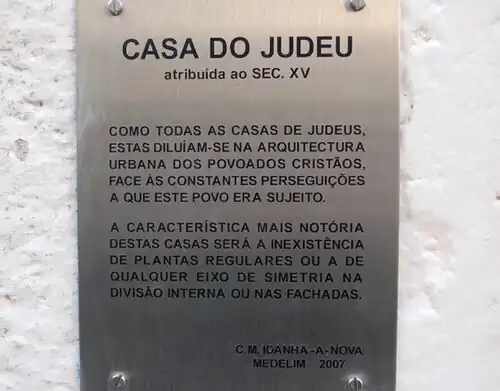 CASA DO JUDEU
atribuída ao SEC. XV
COMO TODAS AS CASAS DE JUDEUS,
ESTAS DILUÍAM-SE NA ARQUITECTURA
URBANA DOS POVOADOS CRISTÃOS,
FACE ÀS CONSTANTES PERSEGUIÇÕES
A QUE ESTE POVO ERA SUJEITO.
A CARACTERÍSTICA MAIS NOTÓRIA
DESTAS CASAS SERÁ A INEXISTÊNCIA
DE PLANTAS REGULARES OU A DE
QUALQUER EIXO DE SIMETRIA NA
DIVISÃO INTERNA OU NAS FACHADAS.
C.M. IDANHA-A-NOVA
MEDELIM 2007